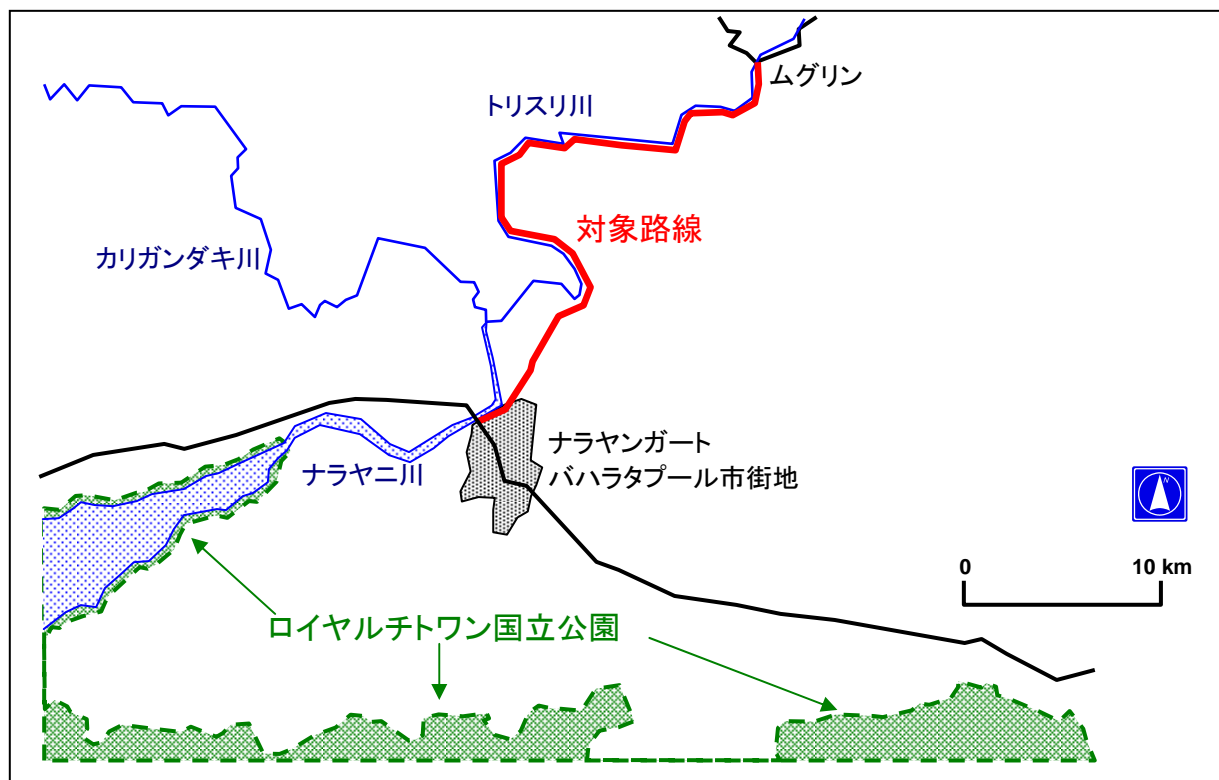 ムグリン
トリスリ川
対象路線
カリガンダキ川
ナラヤンガート
バハラタプール市街地
ナラヤニ川
N
0 10 km
ロイヤルチトワン国立公園